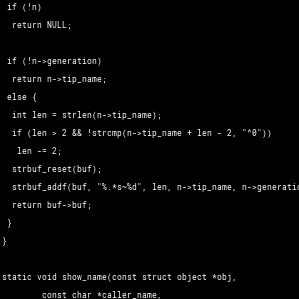 if (!n)
return NULL;
if (!n->generation)
return n->tip_name;
else {
int len = strlen(n->tip_name);
if (len > 2 && !strcmp(n->tip_name + len - 2, "^0"))
len -= 2;
strbuf_reset(buf);
strbuf_addf(buf, "%.*s~%d", len, n->tip_name, n->generatio
return buf->buf;
}
}
static void show_name(const struct object *obj,
const char *caller_name,